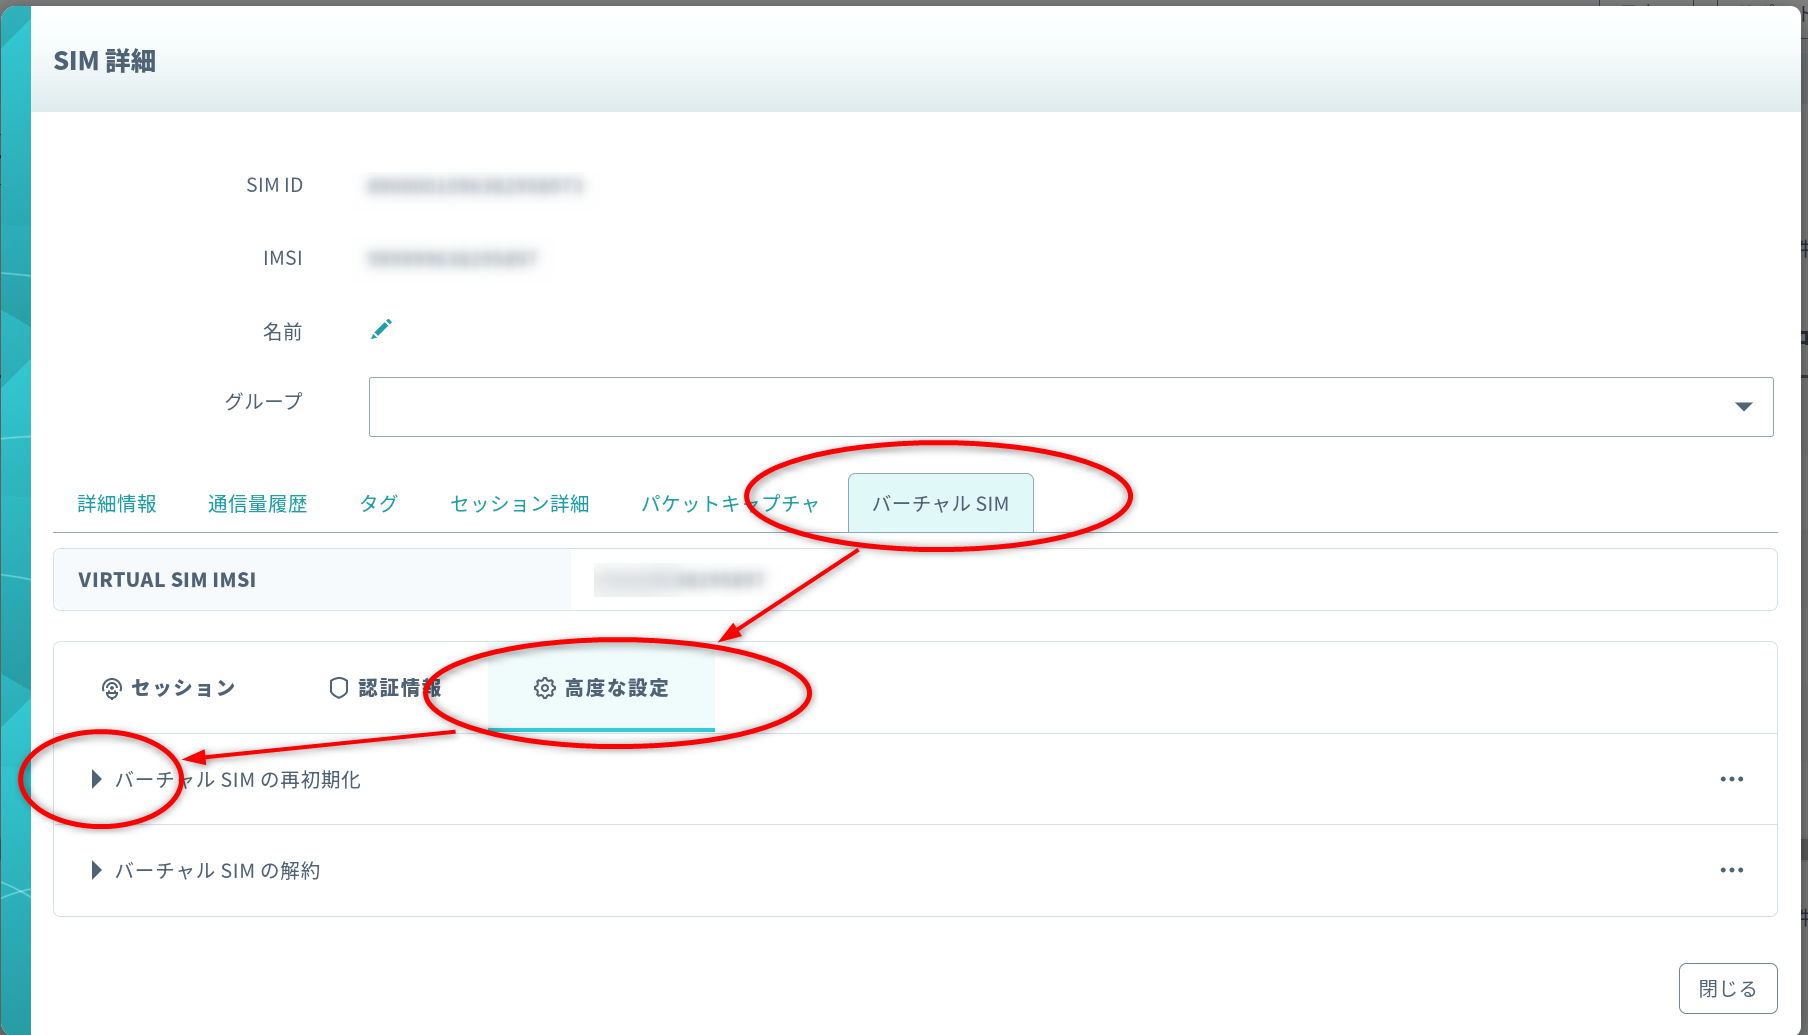 SIM 詳細
SIM ID
IMSI
名前
グループ
詳細情報 通信量履歴 タグ セッション詳細 パケットキャプチャ バーチャル SIM
VIRTUAL SIM IMSI
セッション 認証情報 高度な設定
バーチャル SIM の再初期化
バーチャル SIM の解約
閉じる